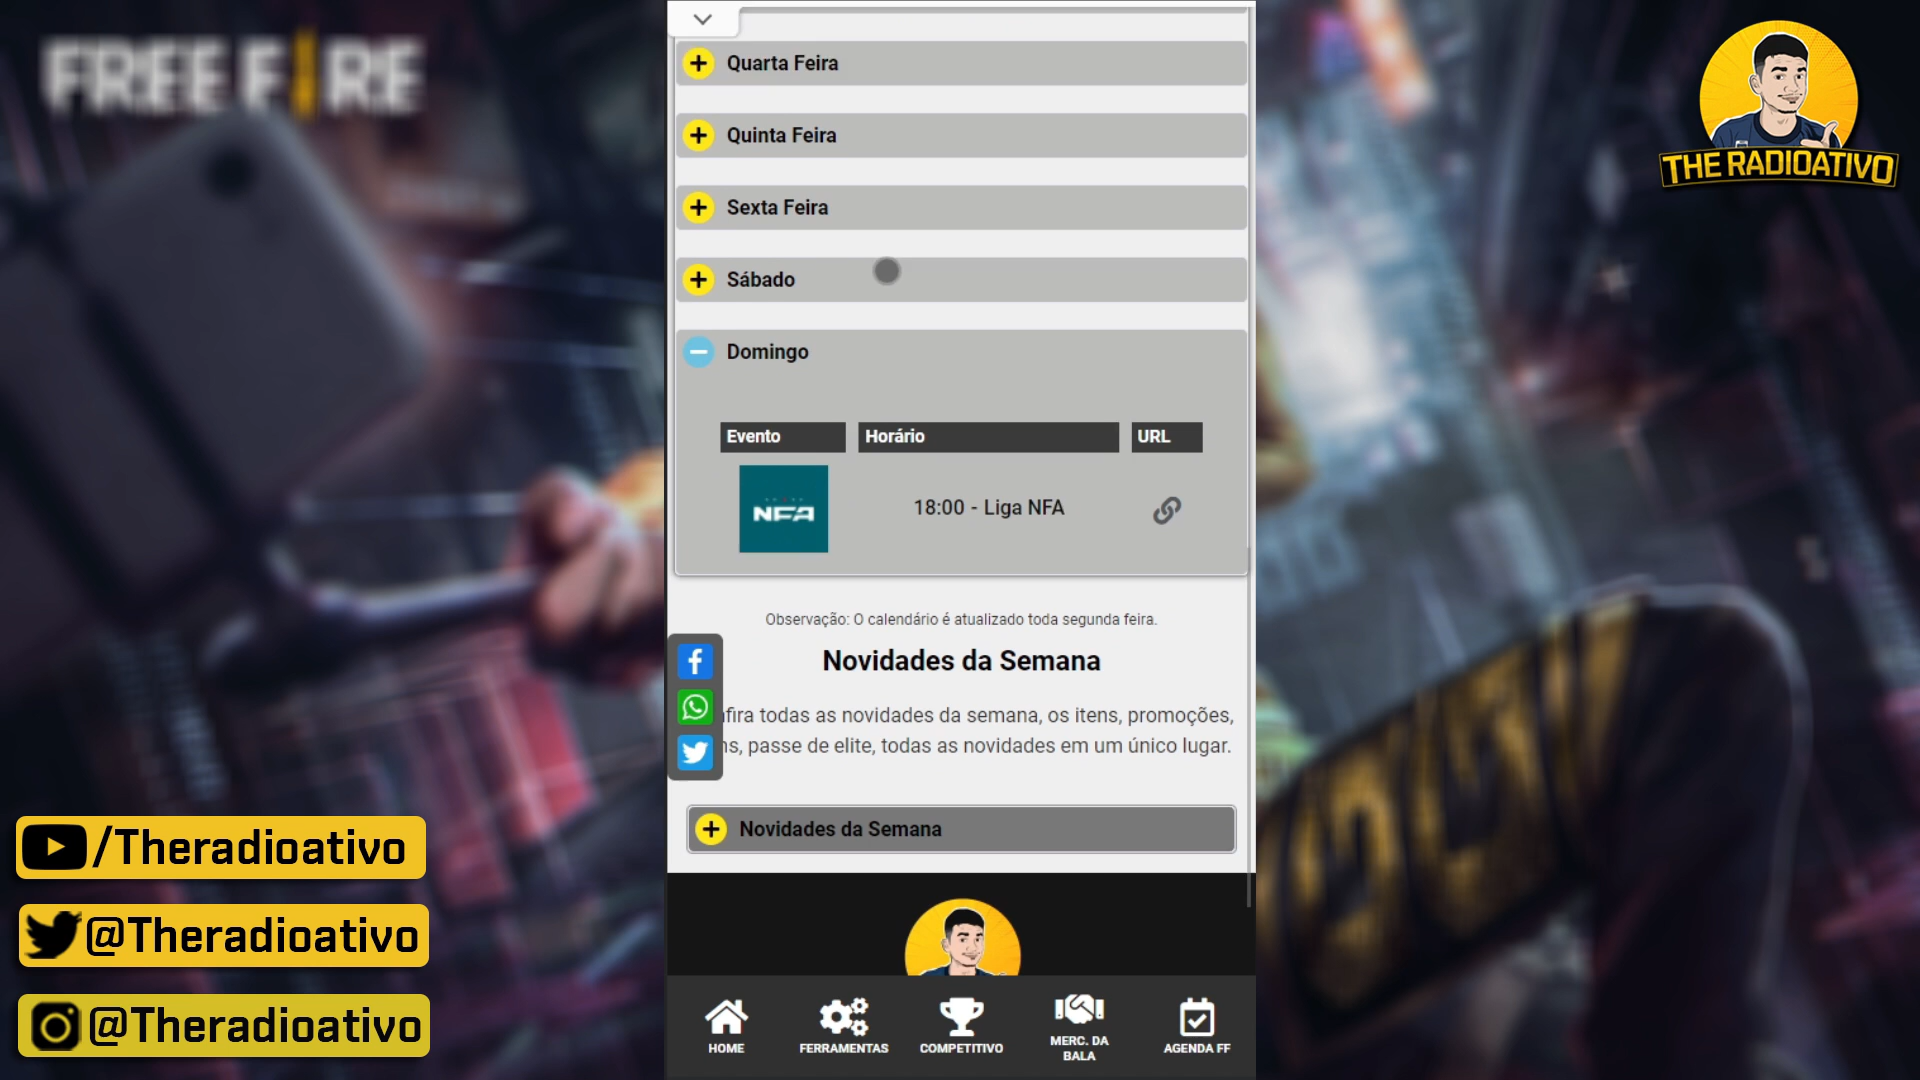 FREE FIRE
THE RADIOATIVO
Quarta Feira
Quinta Feira
Sexta Feira
Sábado
Domingo
Evento Horário URL
NFA 18:00 - Liga NFA
Observação: O calendário é atualizado toda segunda feira.
Novidades da Semana
todas as novidades da semana, os itens, promoções,
passe de elite, todas as novidades em um único lugar.
Novidades da Semana
/Theradioativo
@Theradioativo
@Theradioativo
HOME FERRAMENTAS COMPETITIVO MERC. DA BALA AGENDA FF